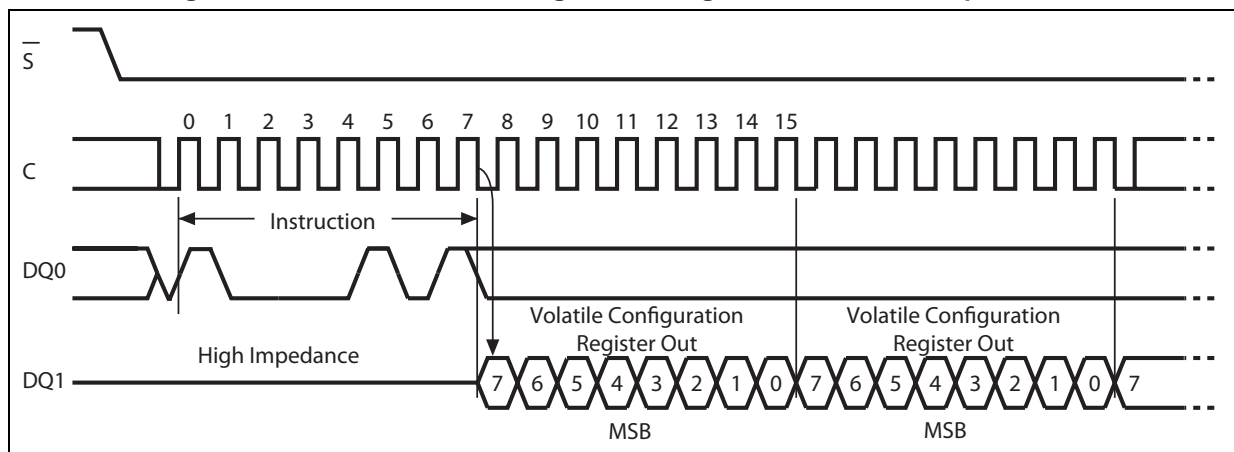 S
0 1 2 3 4 5 6 7 8 9 10 11 12 13 14 15
C
Instruction
DQ0
Volatile Configuration
Register Out
Volatile Configuration
Register Out
High Impedance
DQ1
7 6 5 4 3 2 1 0 7 6 5 4 3 2 1 0 7
MSB
MSB